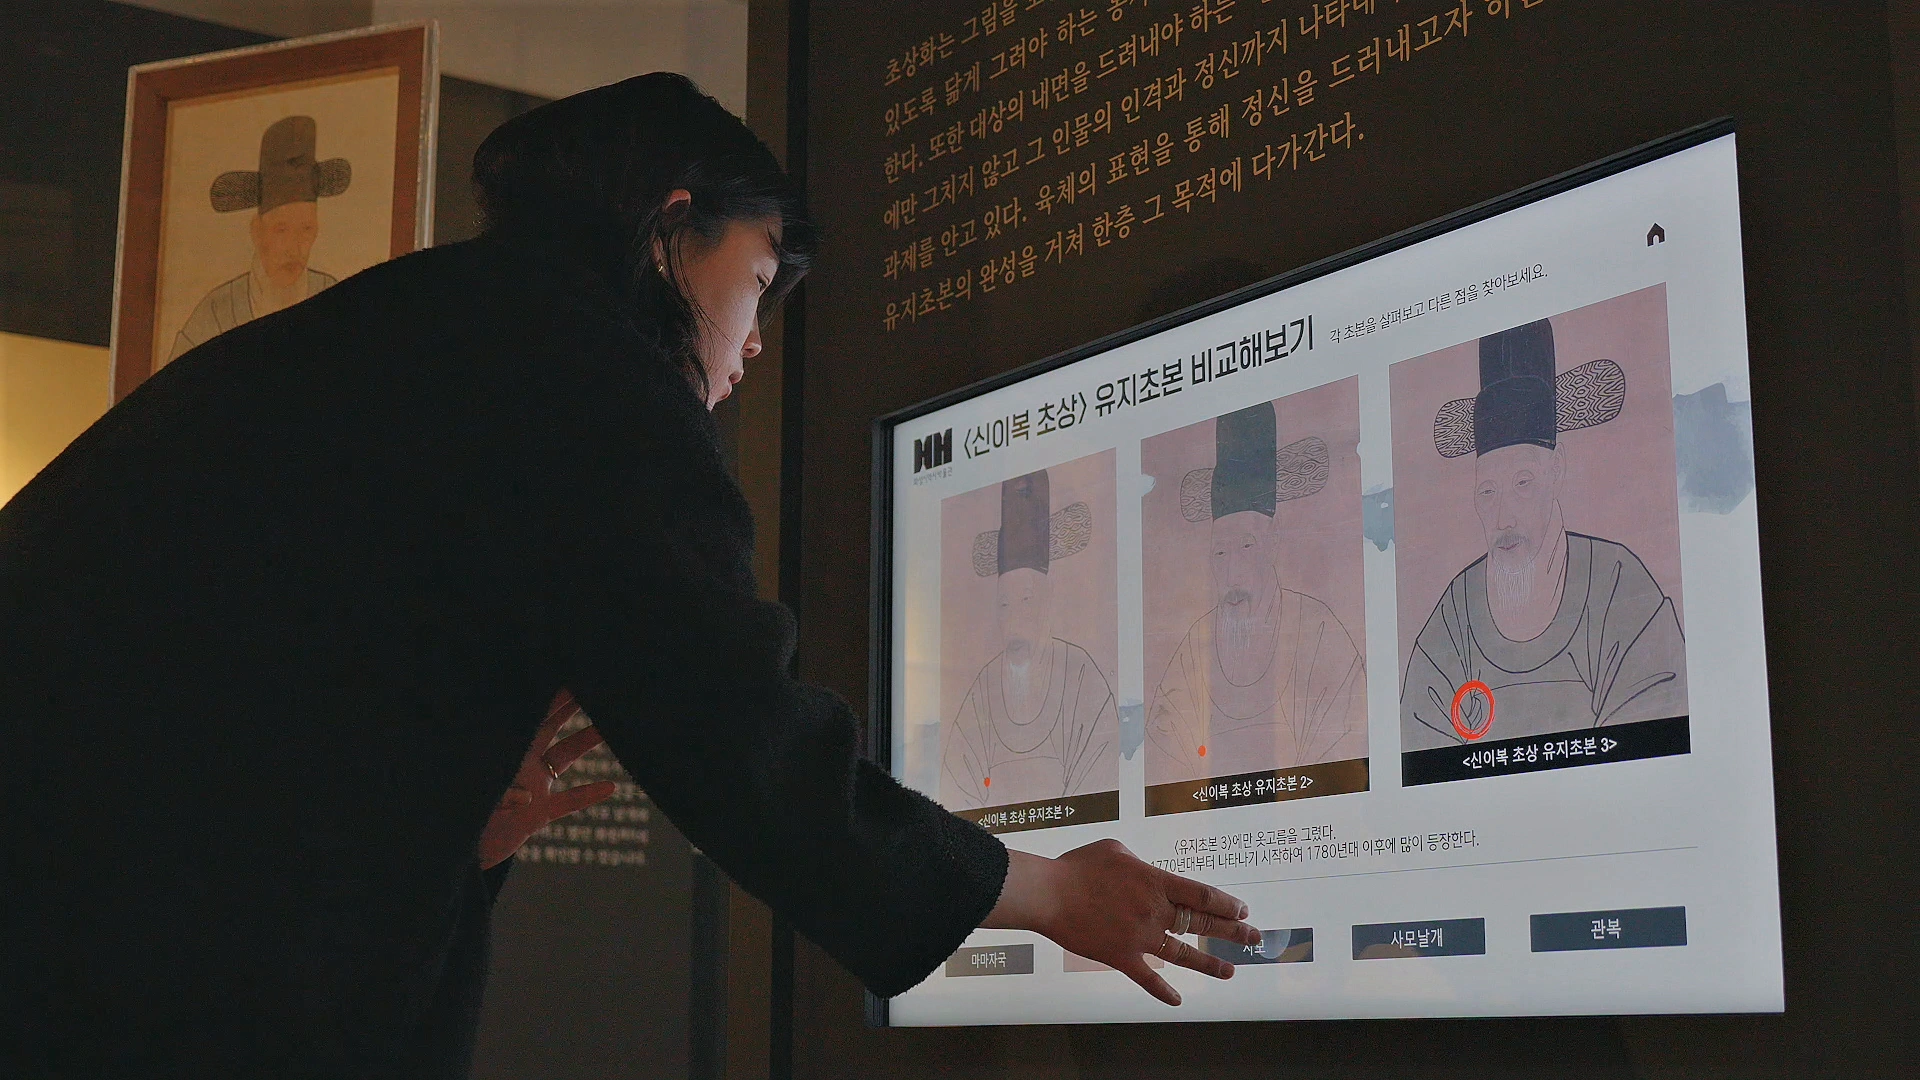 초상화는 그림을
있도록 닮게 그려야 하는
한다. 또한 대상의 내면을 드러내야 하는
에만 그치지 않고 그 인물의 인격과 정신까지 나타내
과제를 안고 있다. 육체의 표현을 통해 정신을 드러내고자
유지초본의 완성을 거쳐 한층 그 목적에 다가간다.
MH
〈신이복 초상〉 유지초본 비교해보기
각 초본을 살펴보고 다른 점을 찾아보세요.
<신이복 초상 유지초본 1>
<신이복 초상 유지초본 2>
<신이복 초상 유지초본 3>
〈유지초본 3〉에만 옷고름을 그렸다.
1770년대부터 나타나기 시작하여 1780년대 이후에 많이 등장한다.
마마자국
사모
사모날개
관복